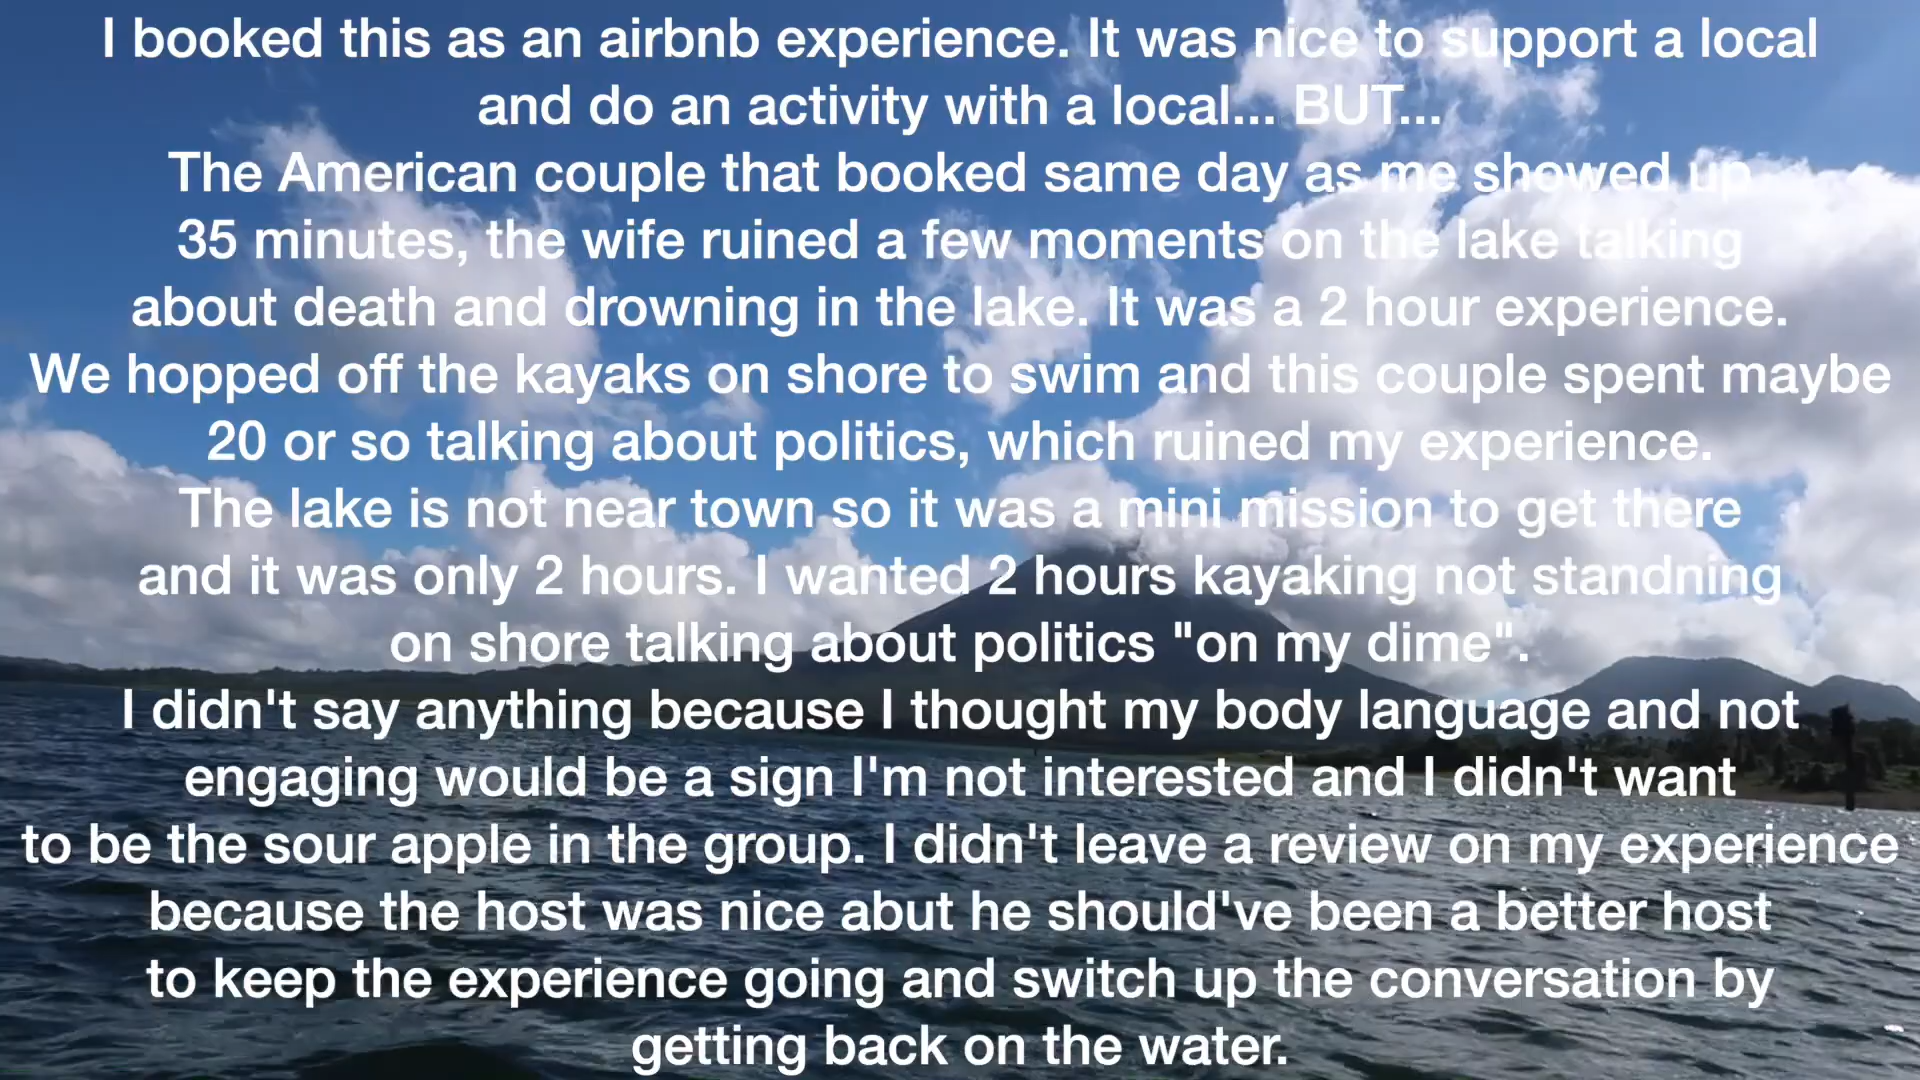 I booked this as an airbnb experience. It was nice to support a local
and do an activity with a local... BUT...
The American couple that booked same day as me showed up
35 minutes, the wife ruined a few moments on the lake talking
about death and drowning in the lake. It was a 2 hour experience.
We hopped off the kayaks on shore to swim and this couple spent maybe
20 or so talking about politics, which ruined my experience.
The lake is not near town so it was a mini mission to get there
and it was only 2 hours. I wanted 2 hours kayaking not standning
on shore talking about politics "on my dime".
I didn't say anything because I thought my body language and not
engaging would be a sign I'm not interested and I didn't want
to be the sour apple in the group. I didn't leave a review on my experience
because the host was nice abut he should've been a better host
to keep the experience going and switch up the conversation by
getting back on the water.